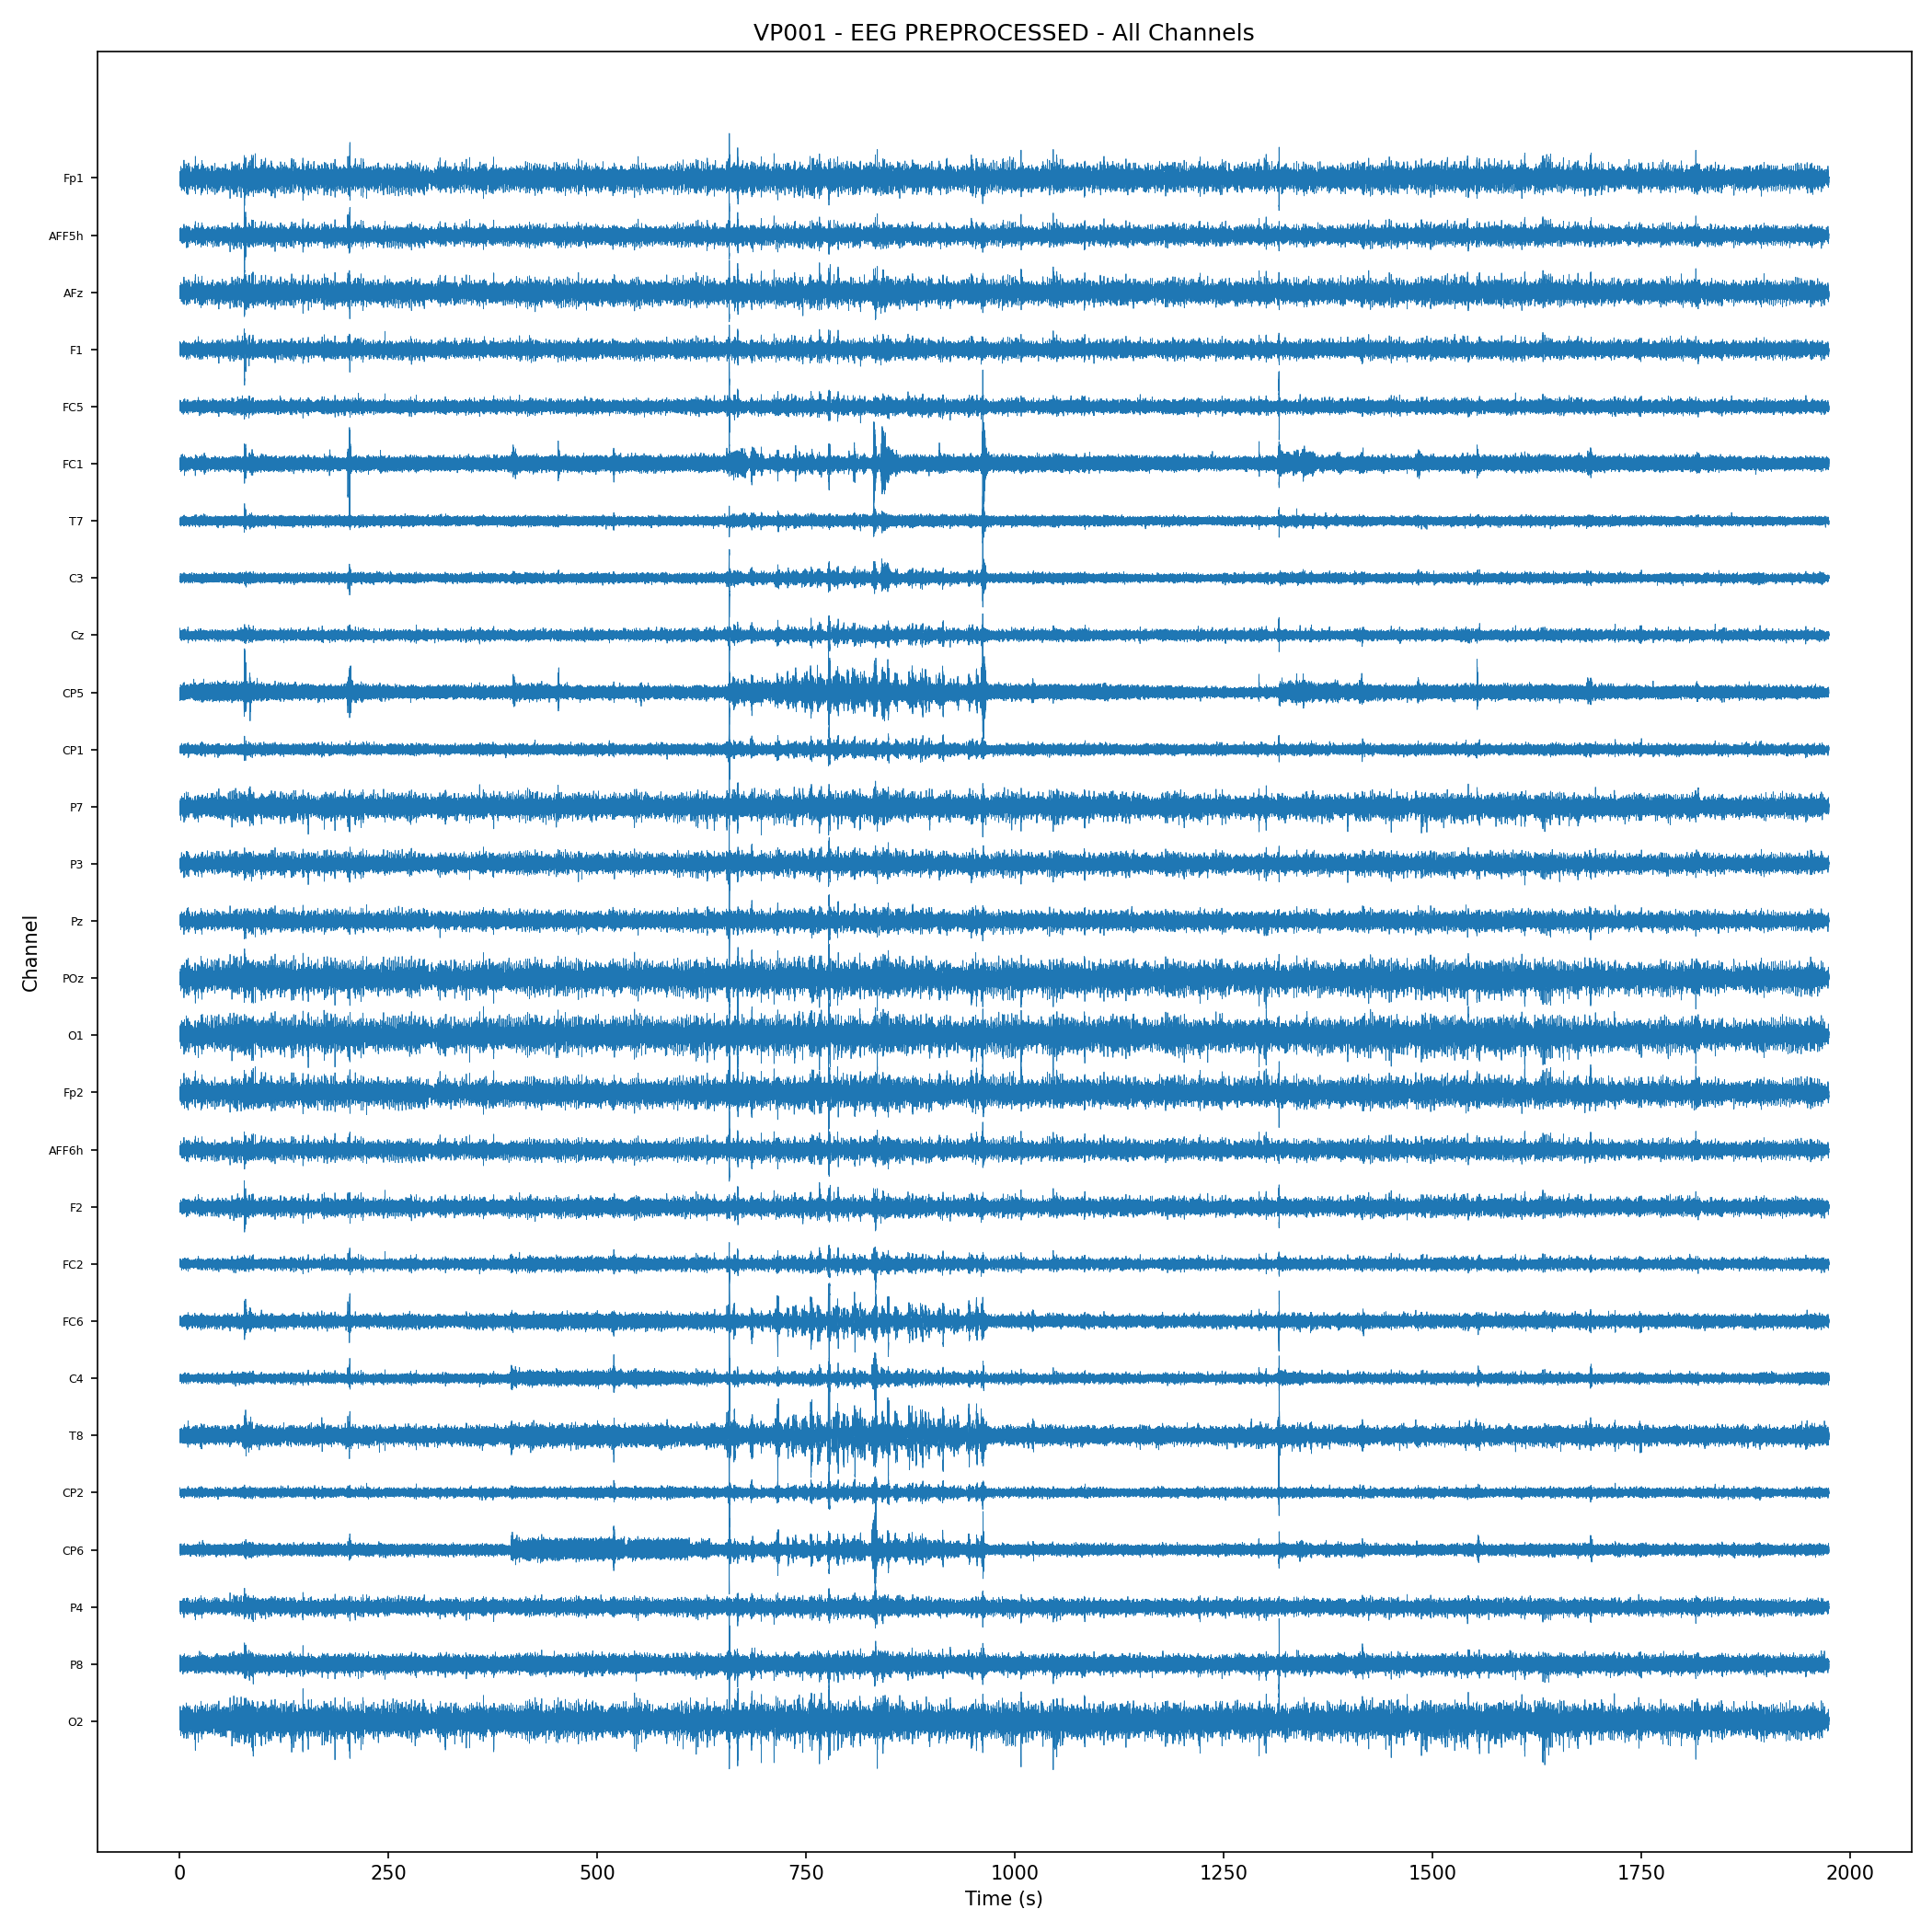 VP001 - EEG PREPROCESSED - All Channels
Fp1
AFF5h
AFz
F1
FC5
FC1
T7
C3
Cz
CP5
CP1
P7
P3
Pz
POz
O1
Fp2
AFF6h
F2
FC2
FC6
C4
T8
CP2
CP6
P4
P8
O2
Channel
0 250 500 750 1000 1250 1500 1750 2000
Time (s)